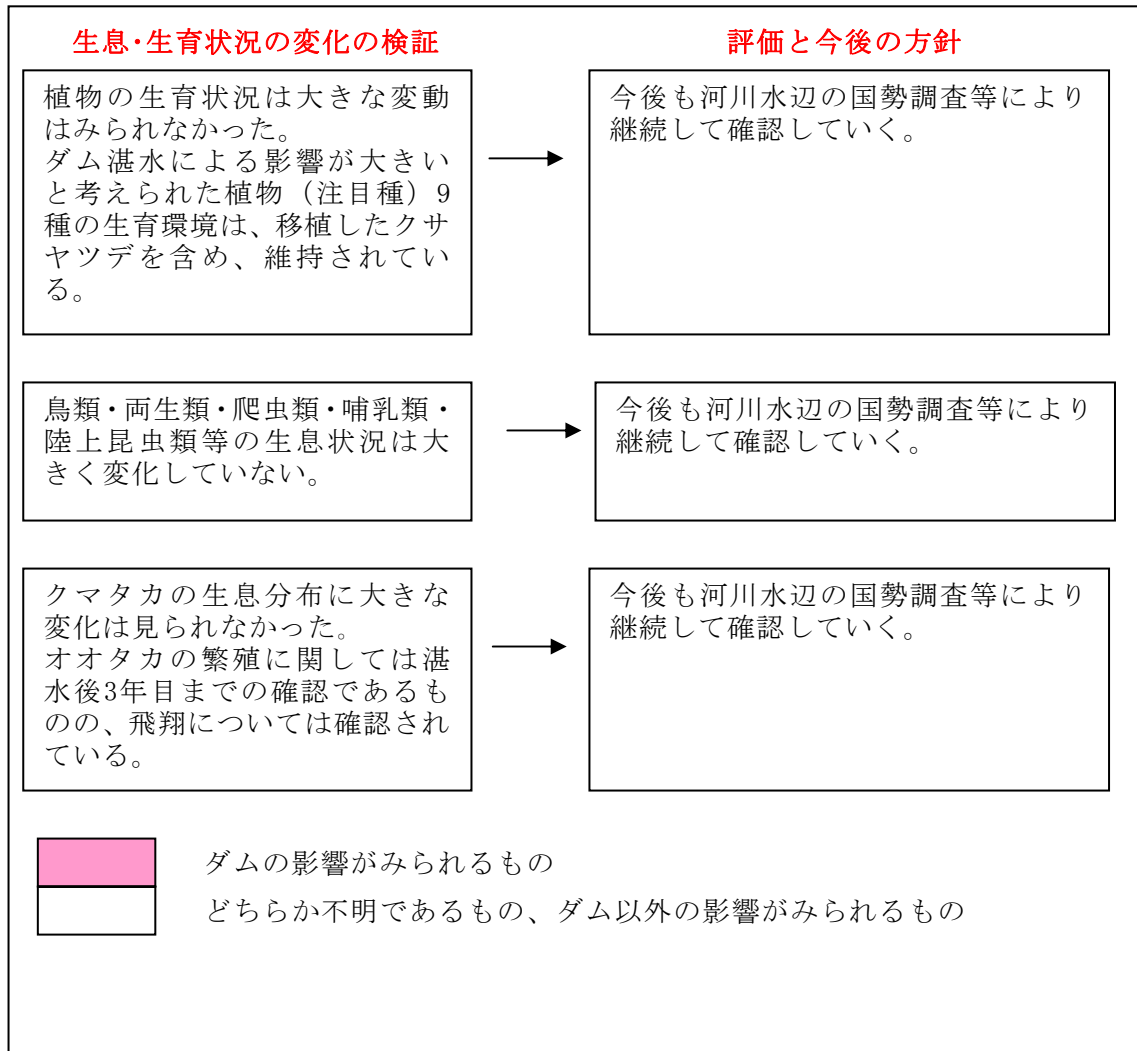 生息・生育状況の変化の検証
評価と今後の方針
植物の生育状況は大きな変動
はみられなかった。
ダム湛水による影響が大きい
と考えられた植物（注目種）9
種の生育環境は、移植したクサ
ヤツデを含め、維持されてい
る。
今後も河川水辺の国勢調査等により
継続して確認していく。
鳥類・両生類・爬虫類・哺乳類・
陸上昆虫類等の生息状況は大
きく変化していない。
今後も河川水辺の国勢調査等により
継続して確認していく。
クマタカの生息分布に大きな
変化は見られなかった。
オオタカの繁殖に関しては湛
水後3年目までの確認であるも
のの、飛翔については確認され
ている。
今後も河川水辺の国勢調査等により
継続して確認していく。
ダムの影響がみられるもの
どちらか不明であるもの、ダム以外の影響がみられるもの